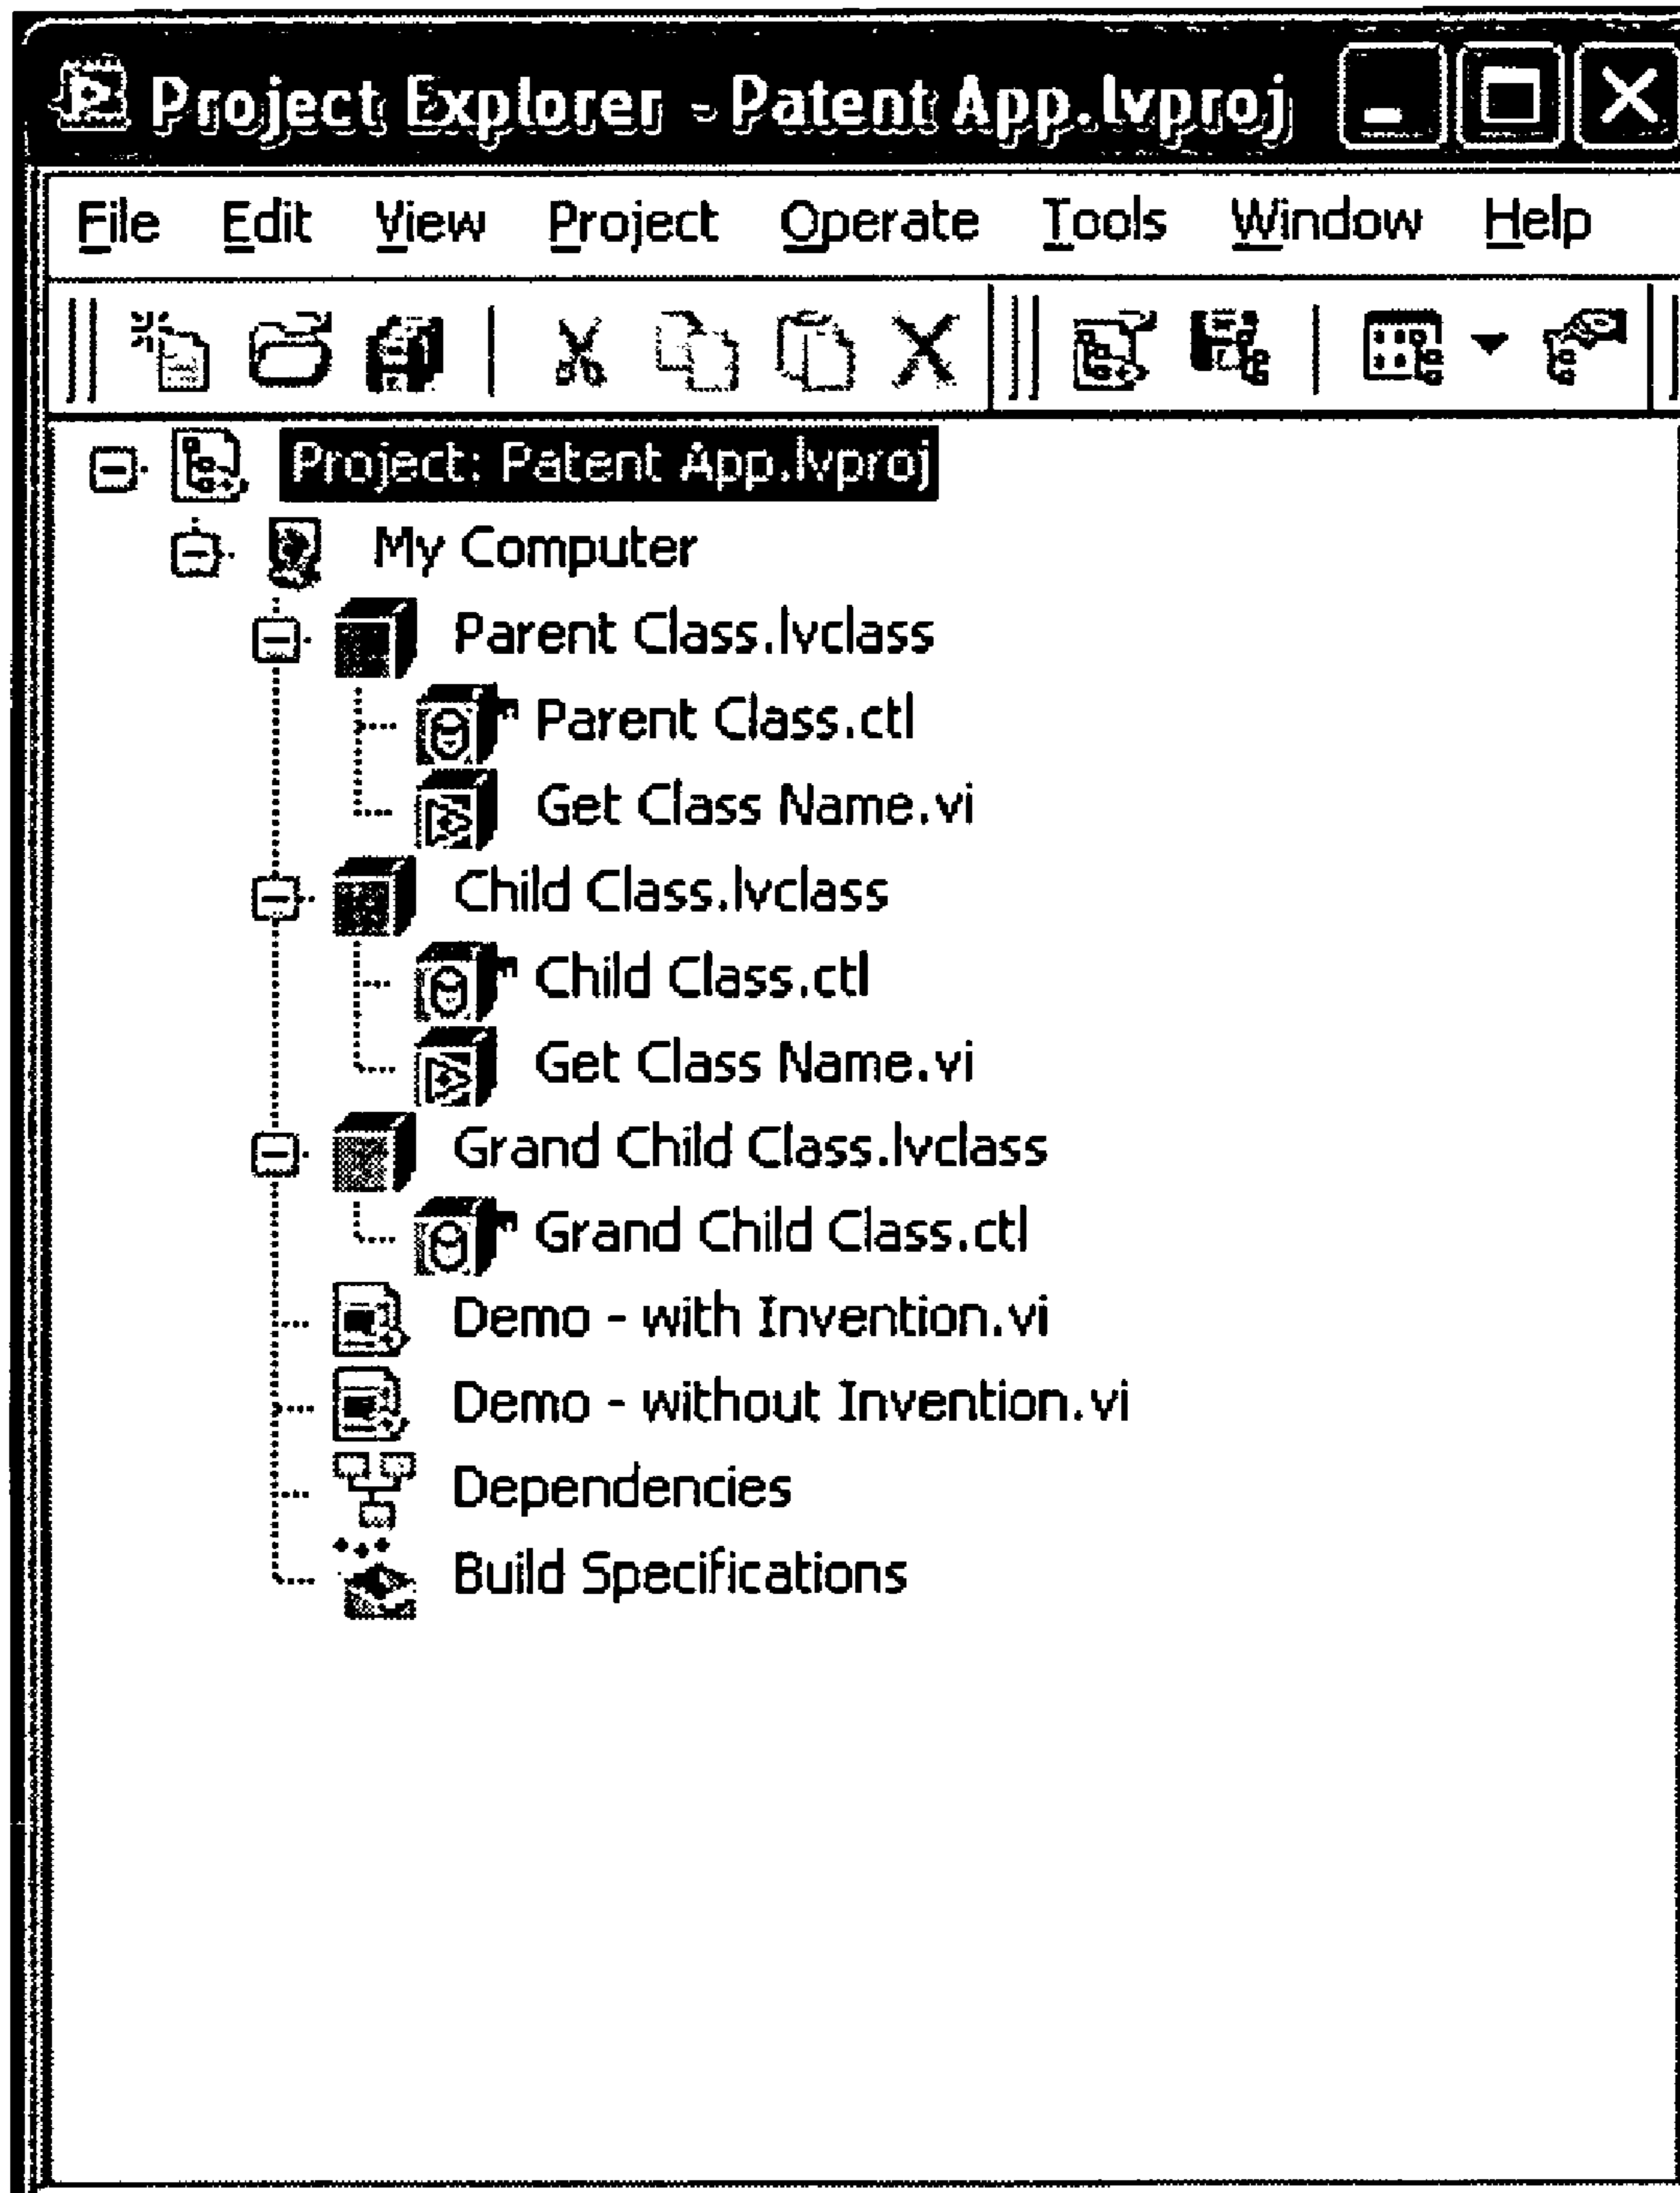 Project Explorer - Patent App.lvproj
File Edit View Project Operate Tools Window Help
Project: Patent App.lvproj
My Computer
Parent Class.lvclass
Parent Class.ctl
Get Class Name.vi
Child Class.lvclass
Child Class.ctl
Get Class Name.vi
Grand Child Class.lvclass
Grand Child Class.ctl
Demo - with Invention.vi
Demo - without Invention.vi
Dependencies
Build Specifications